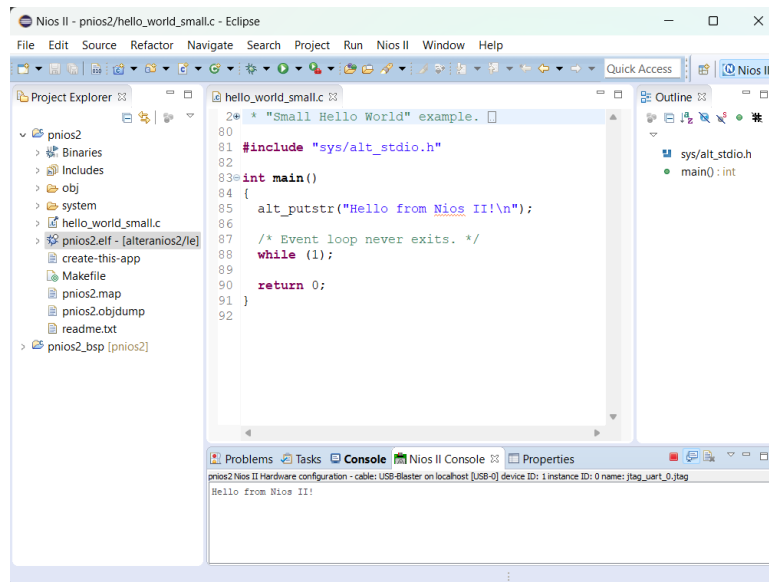 Nios II - pnios2/hello_world_small.c - Eclipse
File Edit Source Refactor Navigate Search Project Run Nios II Window Help
Quick Access
Nios II
Project Explorer
pnios2
Binaries
Includes
obj
system
hello_world_small.c
pnios2.elf - [alteranios2/le]
create-this-app
Makefile
pnios2.map
pnios2.objdump
readme.txt
pnios2_bsp [pnios2]
hello_world_small.c
2 * "Small Hello World" example.
80
81 #include "sys/alt_stdio.h"
82
83 int main()
84 {
85 alt_putstr("Hello from Nios II!\n");
86
87 /* Event loop never exits. */
88 while (1);
89
90 return 0;
91 }
92
Outline
sys/alt_stdio.h
main() : int
Problems Tasks Console Nios II Console Properties
pnios2 Nios II Hardware configuration - cable: USB-Blaster on localhost [USB-0] device ID: 1 instance ID: 0 name: jtag_uart_0.jtag
Hello from Nios II!